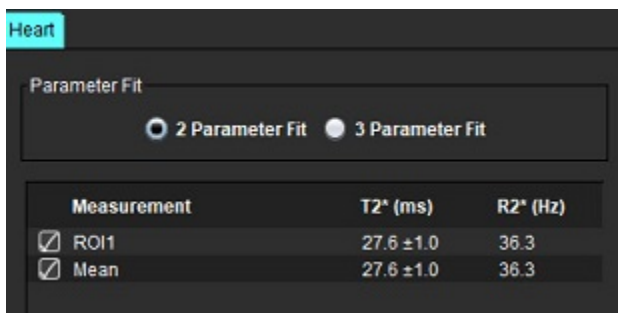 Heart
Parameter Fit
2 Parameter Fit 3 Parameter Fit
Measurement T2* (ms) R2* (Hz)
ROI1 27.6 ±1.0 36.3
Mean 27.6 ±1.0 36.3